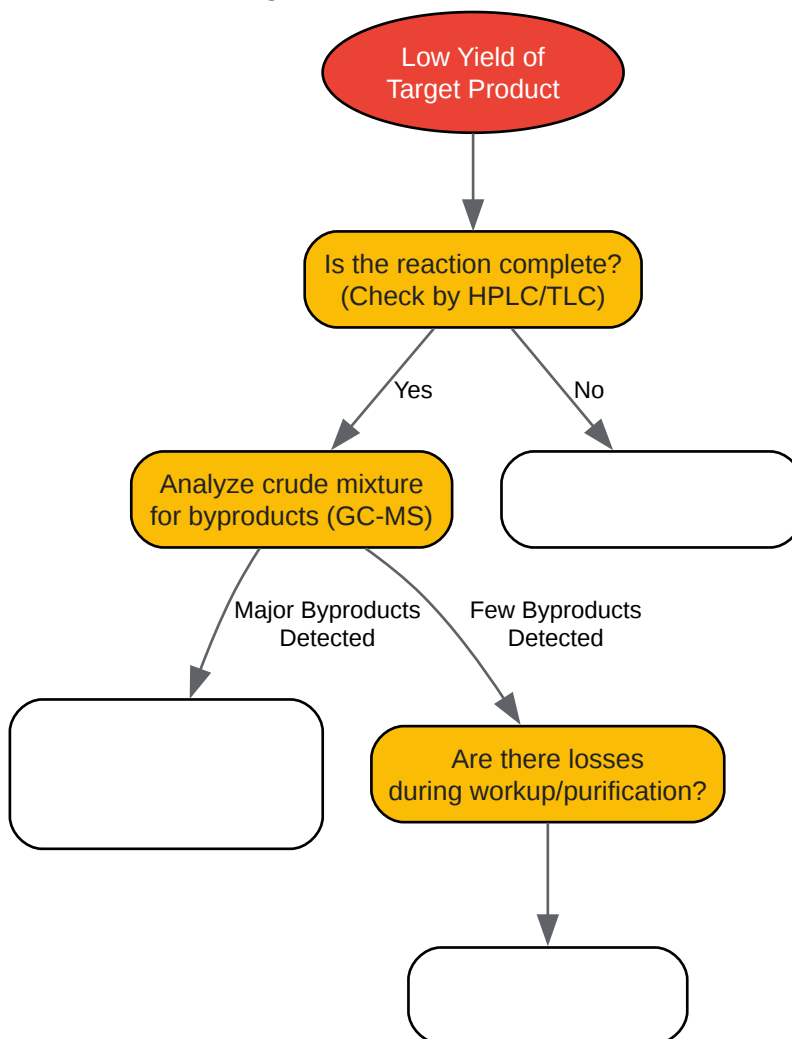 Low Yield of
Target Product
Is the reaction complete?
(Check by HPLC/TLC)
Yes
No
Analyze crude mixture
for byproducts (GC-MS)
Major Byproducts
Detected
Few Byproducts
Detected
Are there losses
during workup/purification?